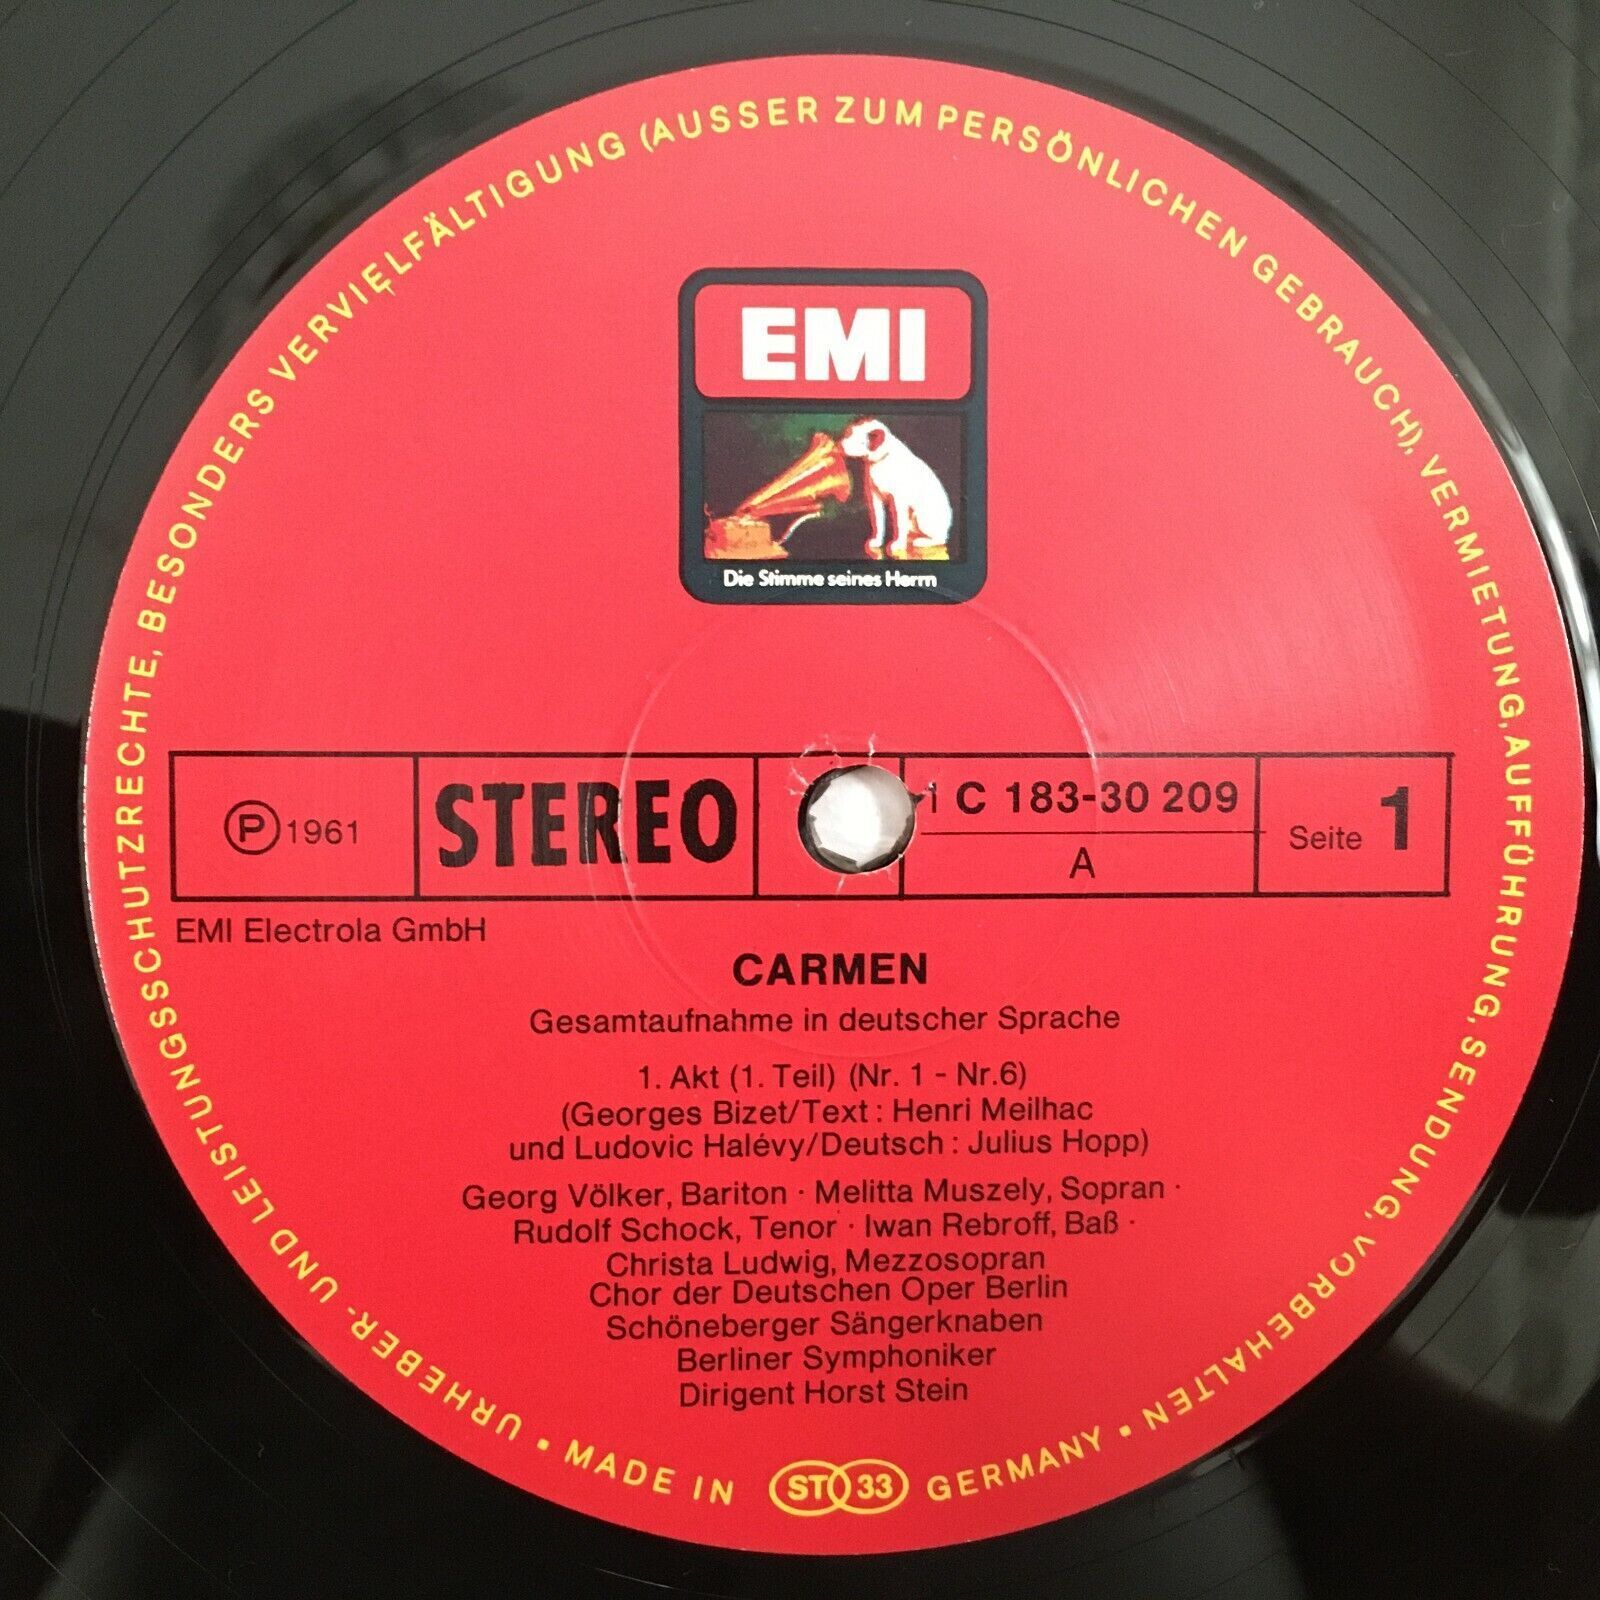 URHEBER- UND LEISTUNGSSCHUTZRECHTE, BESONDERS VERVIELFÄLTIGUNG (AUSSER ZUM PERSÖNLICHEN GEBRAUCH), VERMIETUNG, AUFFÜHRUNG, SENDUNG, VORBEHALTEN •
EMI
Die Stimme seines Herrn
℗ 1961
STEREO
1 C 183-30 209
A
Seite 1
EMI Electrola GmbH
CARMEN
Gesamtaufnahme in deutscher Sprache
1. Akt (1. Teil) (Nr. 1 - Nr.6)
(Georges Bizet/Text : Henri Meilhac
und Ludovic Halévy/Deutsch : Julius Hopp)
Georg Völker, Bariton · Melitta Muszely, Sopran ·
Rudolf Schock, Tenor · Iwan Rebroff, Baß ·
Christa Ludwig, Mezzosopran
Chor der Deutschen Oper Berlin
Schöneberger Sängerknaben
Berliner Symphoniker
Dirigent Horst Stein
• MADE IN ST 33 GERMANY